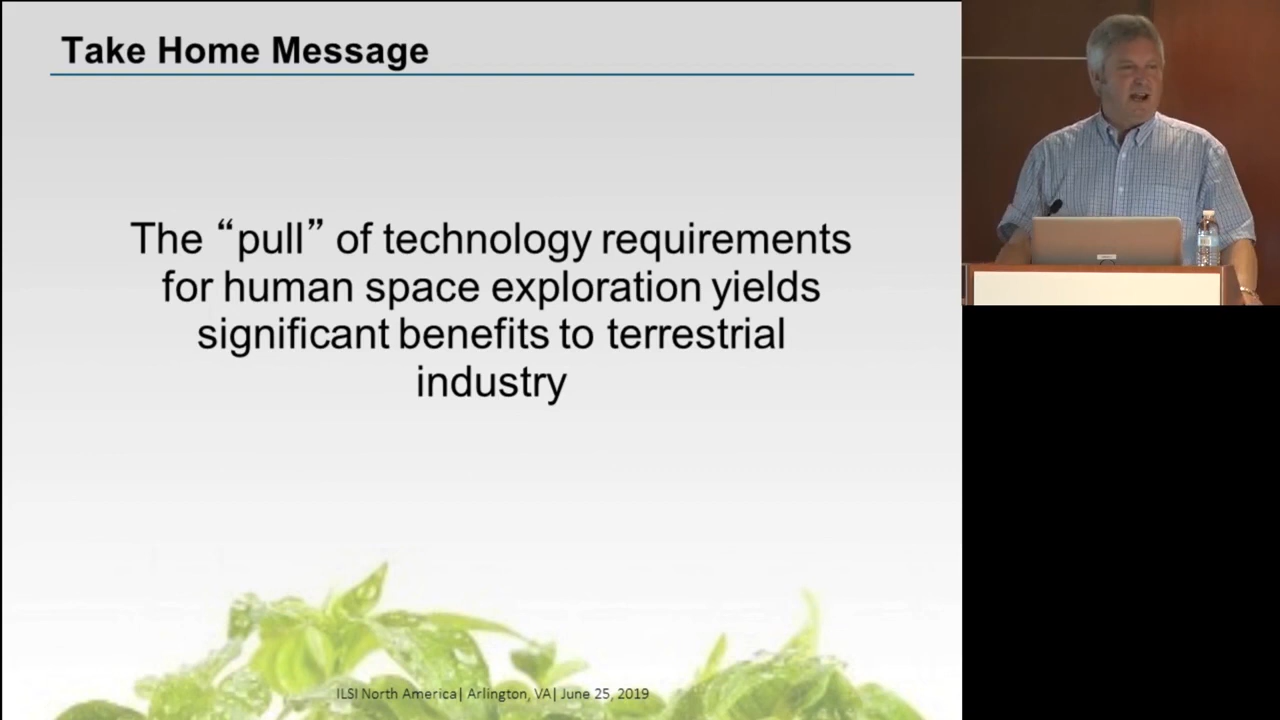 Take Home Message
The “pull” of technology requirements
for human space exploration yields
significant benefits to terrestrial
industry
ILSI North America| Arlington, VA| June 25, 2019